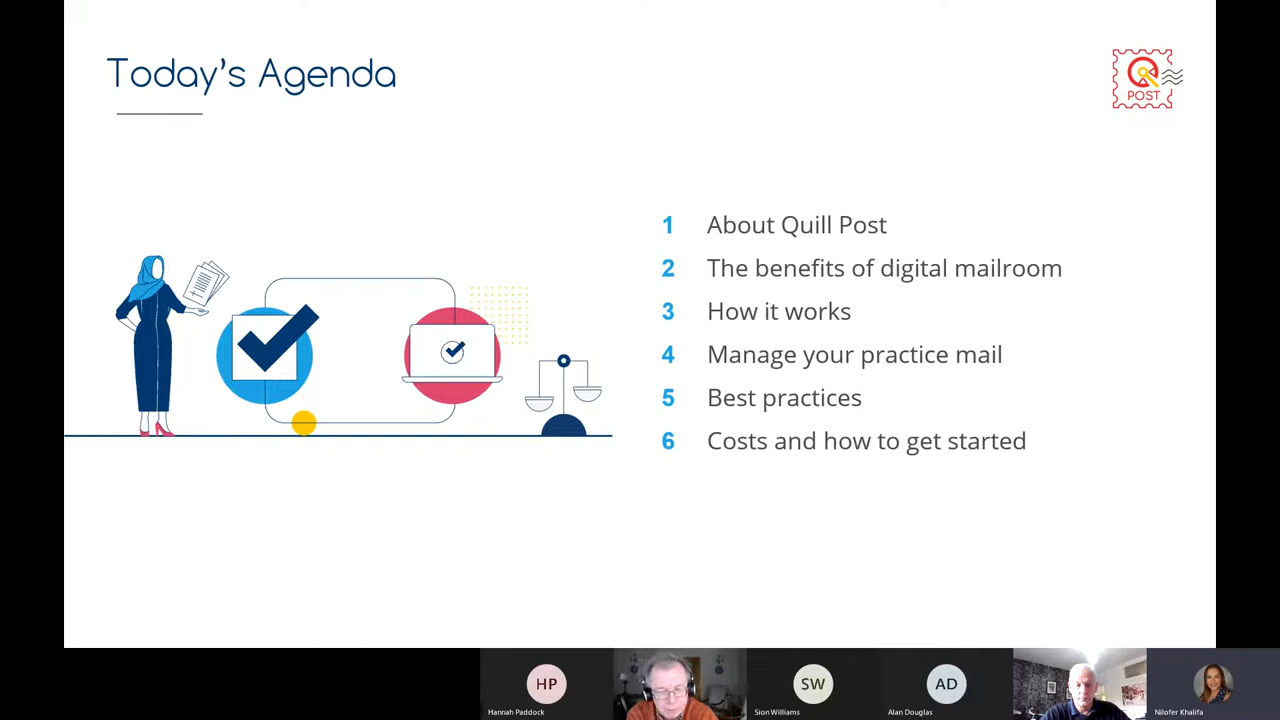 Today's Agenda
POST
1 About Quill Post
2 The benefits of digital mailroom
3 How it works
4 Manage your practice mail
5 Best practices
6 Costs and how to get started
HP
SW
AD
Hannah Paddock
Sion Williams
Alan Douglas
Nilofer Khalifa